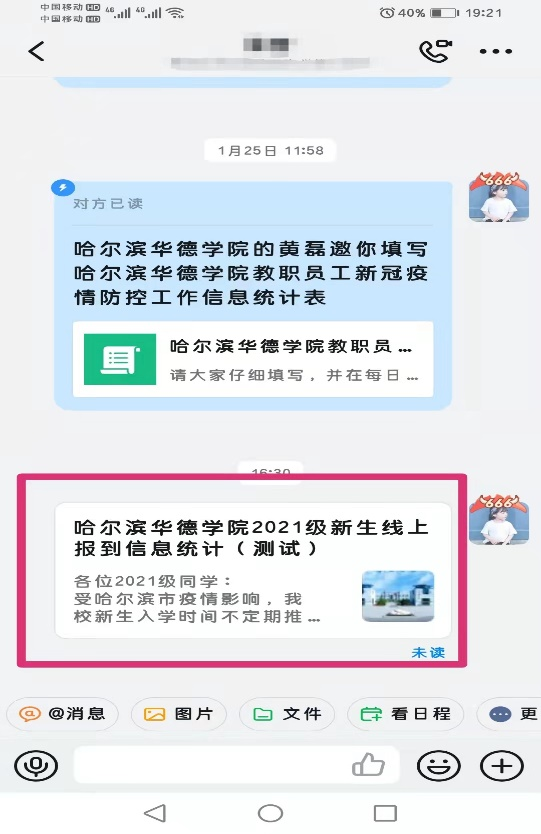 中国移动 HD 4G 4G 40% 19:21
中国移动 HD
1月25日 11:58
666
对方已读
哈尔滨华德学院的黄磊邀你填写
哈尔滨华德学院教职员工新冠疫
情防控工作信息统计表
哈尔滨华德学院教职员...
请大家仔细填写，并在每日...
16:30
666
哈尔滨华德学院2021级新生线上
报到信息统计（测试）
各位2021级同学：
受哈尔滨市疫情影响，我
校新生入学时间不定期推...
未读
@消息 图片 文件 看日程 更